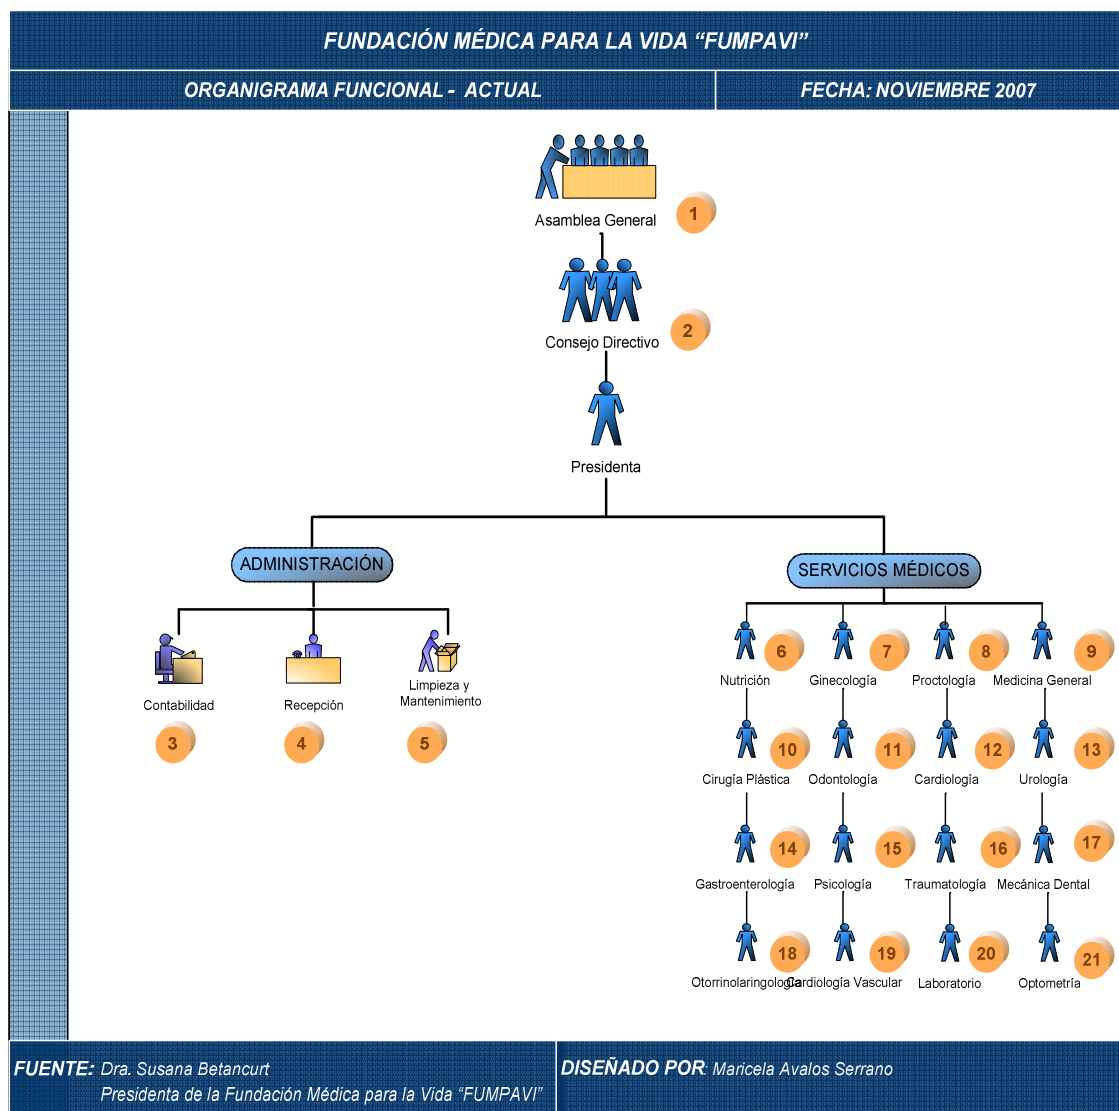 FUNDACIÓN MÉDICA PARA LA VIDA “FUMPAVI”
ORGANIGRAMA FUNCIONAL - ACTUAL
FECHA: NOVIEMBRE 2007
Asamblea General
1
Consejo Directivo
2
Presidenta
ADMINISTRACIÓN
SERVICIOS MÉDICOS
Contabilidad
3
Recepción
4
Limpieza y
Mantenimiento
5
Nutrición
6
Ginecología
7
Proctología
8
Medicina General
9
Cirugía Plástica
10
Odontología
11
Cardiología
12
Urología
13
Gastroenterología
14
Psicología
15
Traumatología
16
Mecánica Dental
17
Otorrinolaringología
18
Cardiología Vascular
19
Laboratorio
20
Optometría
21
FUENTE: Dra. Susana Betancurt
Presidenta de la Fundación Médica para la Vida “FUMPAVI”
DISEÑADO POR: Maricela Avalos Serrano